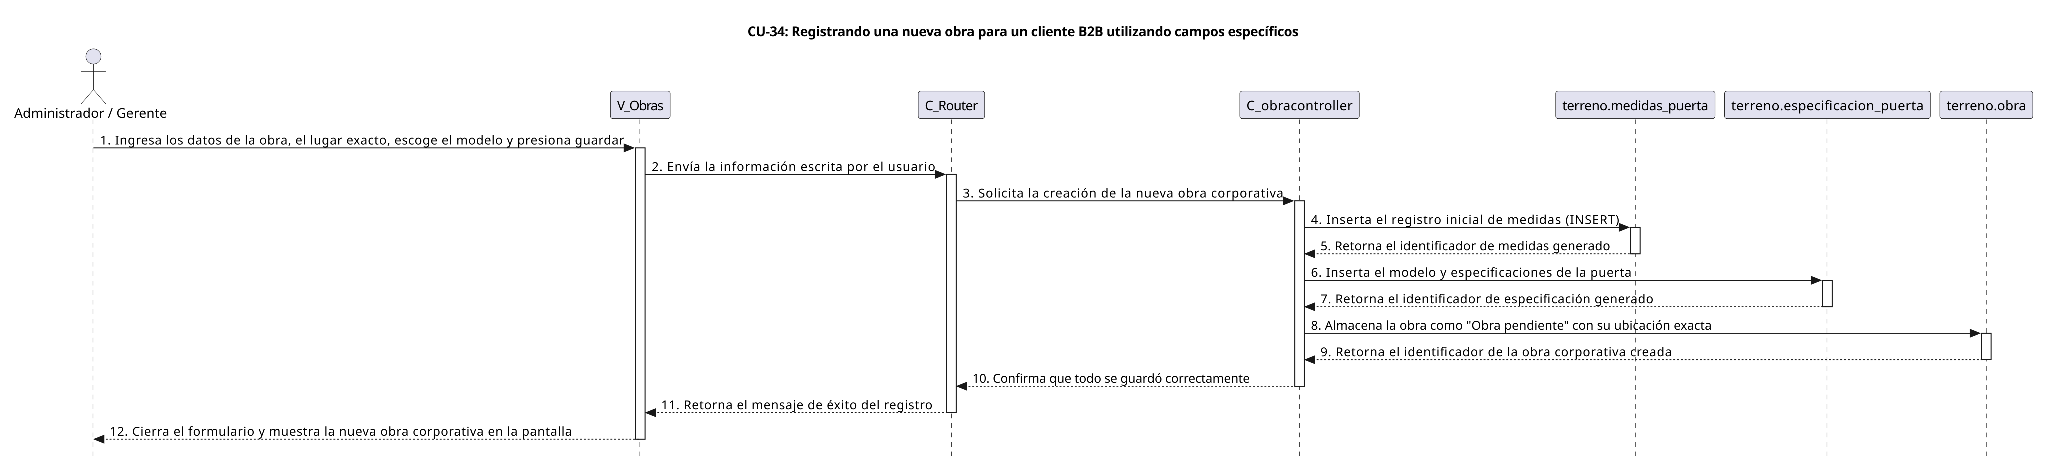 CU-34: Registrando una nueva obra para un cliente B2B utilizando campos específicos
Administrador / Gerente
V_Obras
C_Router
C_obracontroller
terreno.medidas_puerta
terreno.especificacion_puerta
terreno.obra
1. Ingresa los datos de la obra, el lugar exacto, escoge el modelo y presiona guardar
2. Envía la información escrita por el usuario
3. Solicita la creación de la nueva obra corporativa
4. Inserta el registro inicial de medidas (INSERT)
5. Retorna el identificador de medidas generado
6. Inserta el modelo y especificaciones de la puerta
7. Retorna el identificador de especificación generado
8. Almacena la obra como "Obra pendiente" con su ubicación exacta
9. Retorna el identificador de la obra corporativa creada
10. Confirma que todo se guardó correctamente
11. Retorna el mensaje de éxito del registro
12. Cierra el formulario y muestra la nueva obra corporativa en la pantalla